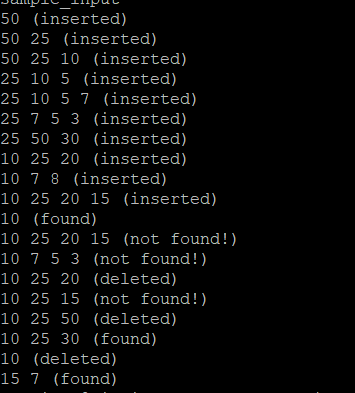 sample_input
50 (inserted)
50 25 (inserted)
50 25 10 (inserted)
25 10 5 (inserted)
25 10 5 7 (inserted)
25 7 5 3 (inserted)
25 50 30 (inserted)
10 25 20 (inserted)
10 7 8 (inserted)
10 25 20 15 (inserted)
10 (found)
10 25 20 15 (not found!)
10 7 5 3 (not found!)
10 25 20 (deleted)
10 25 15 (not found!)
10 25 50 (deleted)
10 25 30 (found)
10 (deleted)
15 7 (found)